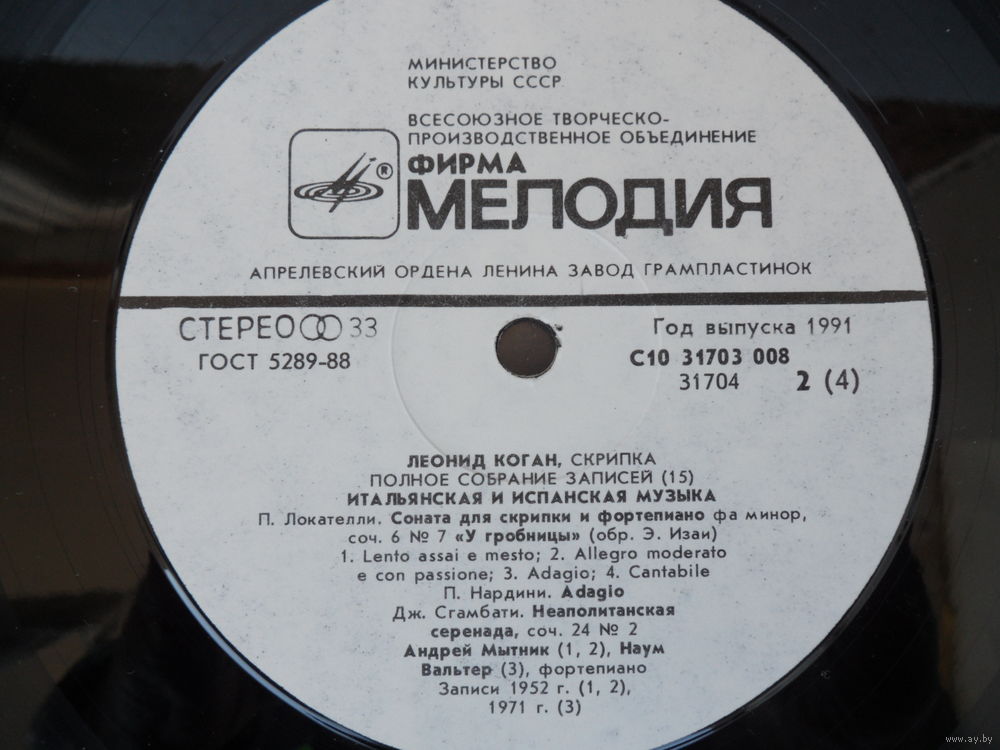 МИНИСТЕРСТВО
КУЛЬТУРЫ СССР
ВСЕСОЮЗНОЕ ТВОРЧЕСКО-
ПРОИЗВОДСТВЕННОЕ ОБЪЕДИНЕНИЕ
ФИРМА
®
МЕЛОДИЯ
АПРЕЛЕВСКИЙ ОРДЕНА ЛЕНИНА ЗАВОД ГРАМПЛАСТИНОК
СТЕРЕО 33
ГОСТ 5289-88
Год выпуска 1991
С10 31703 008
31704 2 (4)
ЛЕОНИД КОГАН, СКРИПКА
ПОЛНОЕ СОБРАНИЕ ЗАПИСЕЙ (15)
ИТАЛЬЯНСКАЯ И ИСПАНСКАЯ МУЗЫКА
П. Локателли. Соната для скрипки и фортепиано фа минор,
соч. 6 № 7 «У гробницы» (обр. Э. Изаи)
1. Lento assai e mesto; 2. Allegro moderato
e con passione; 3. Adagio; 4. Cantabile
П. Нардини. Adagio
Дж. Сгамбати. Неаполитанская
серенада, соч. 24 № 2
Андрей Мытник (1, 2), Наум
Вальтер (3), фортепиано
Записи 1952 г. (1, 2),
1971 г. (3)
www.ay.by